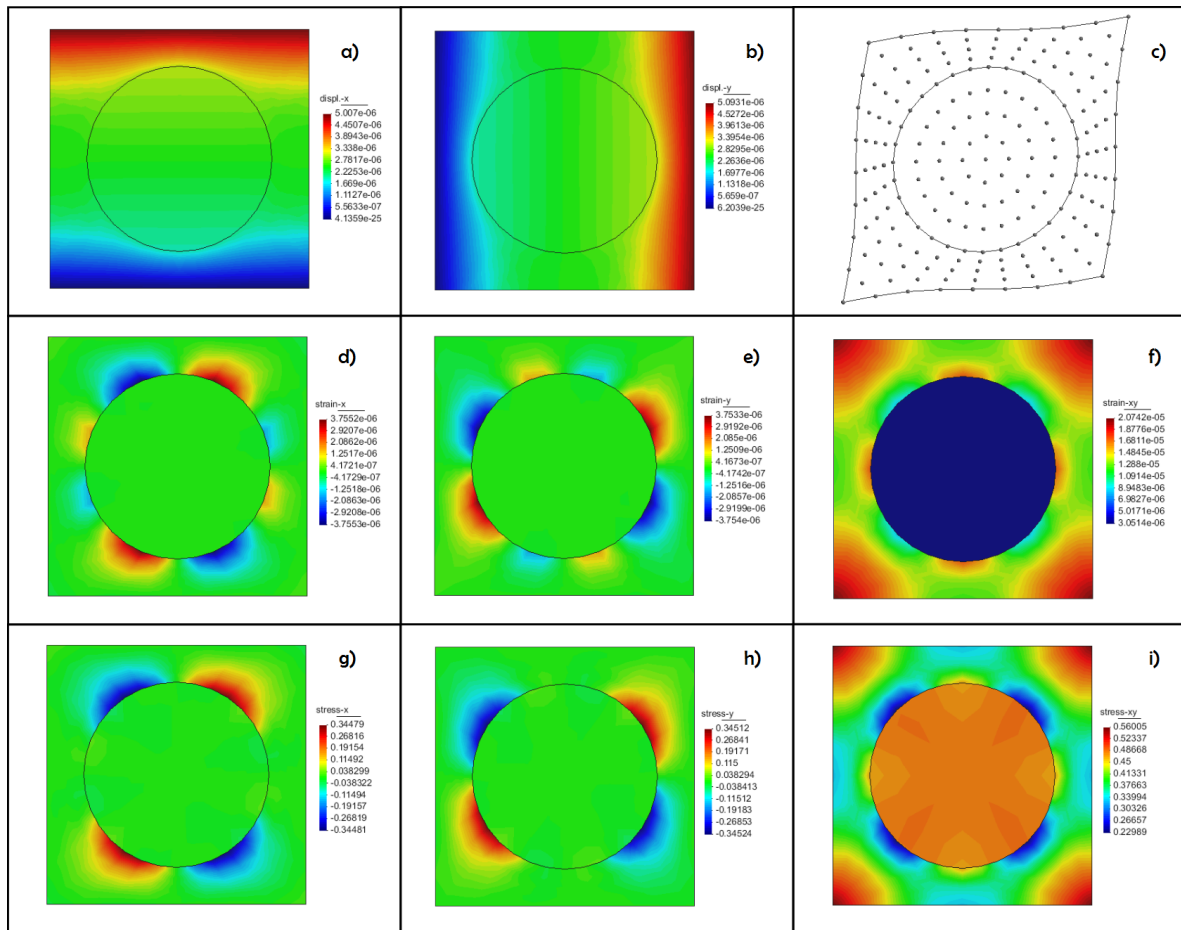 a)
displ.-x
5.007e-06
4.4507e-06
3.8943e-06
3.338e-06
2.7817e-06
2.2253e-06
1.669e-06
1.1127e-06
5.5633e-07
4.1359e-25
b)
displ.-y
5.0931e-06
4.5272e-06
3.9613e-06
3.3954e-06
2.8295e-06
2.2636e-06
1.6977e-06
1.1318e-06
5.659e-07
6.2039e-25
c)
d)
strain-x
3.7552e-06
2.9207e-06
2.0862e-06
1.2517e-06
4.1721e-07
-4.1729e-07
-1.2518e-06
-2.0863e-06
-2.9208e-06
-3.7553e-06
e)
strain-y
3.7533e-06
2.9192e-06
2.085e-06
1.2509e-06
4.1673e-07
-4.1742e-07
-1.2516e-06
-2.0857e-06
-2.9199e-06
-3.754e-06
f)
strain-xy
2.0742e-05
1.8776e-05
1.6811e-05
1.4845e-05
1.288e-05
1.0914e-05
8.9483e-06
6.9827e-06
5.0171e-06
3.0514e-06
g)
stress-x
0.34479
0.26816
0.19154
0.11492
0.038299
-0.038322
-0.11494
-0.19157
-0.26819
-0.34481
h)
stress-y
0.34512
0.26841
0.19171
0.115
0.038294
-0.038413
-0.11512
-0.19183
-0.26853
-0.34524
i)
stress-xy
0.56005
0.52337
0.48668
0.45
0.41331
0.37663
0.33994
0.30326
0.26657
0.22989